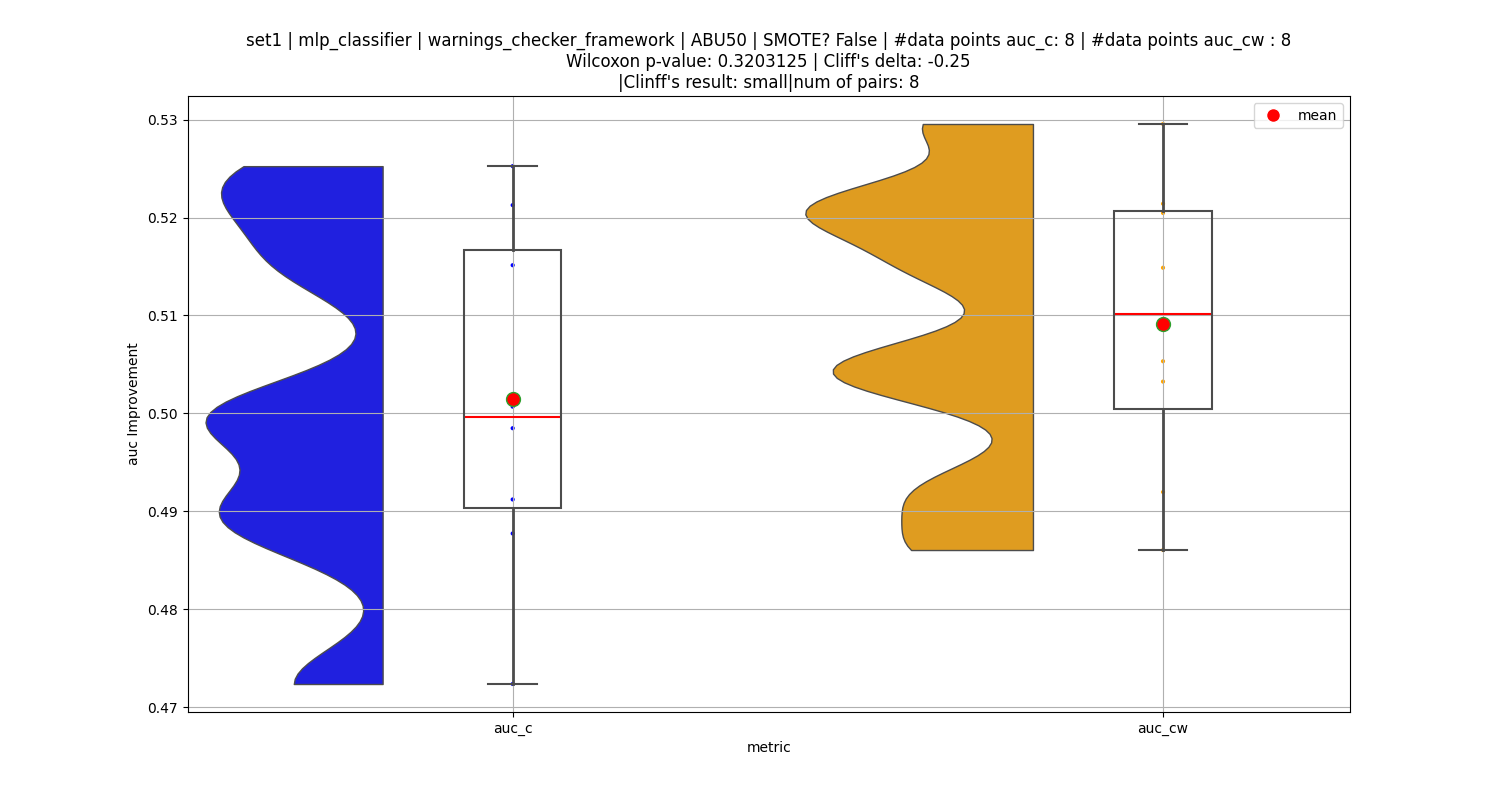 set1 | mlp_classifier | warnings_checker_framework | ABU50 | SMOTE? False | #data points auc_c: 8 | #data points auc_cw : 8
Wilcoxon p-value: 0.3203125 | Cliff's delta: -0.25
|Clinff's result: small|num of pairs: 8
mean
0.53
0.52
0.51
0.50
0.49
0.48
0.47
auc Improvement
auc_c
auc_cw
metric